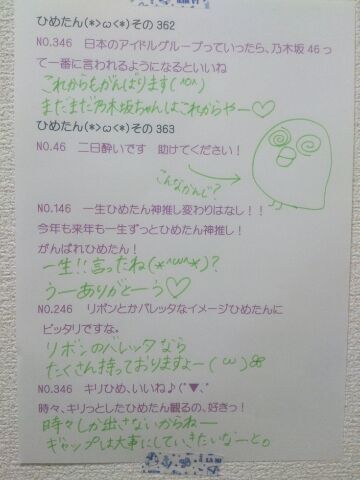 ひめたん(*>ω<*)その 362
NO.346　日本のアイドルグループっていったら、乃木坂 46 っ
て一番に言われるようになるといいね
これからもがんばります(^o^)
まだまだ乃木坂ちゃんはこれからやー♡
ひめたん(*>ω<*)その 363
NO.46　二日酔いです　助けてください！
こんなかんじ？
NO.146　一生ひめたん神推し変わりはなし！！
今年も来年も一生ずっとひめたん神推し！
がんばれひめたん！
一生!!言ったね(*^ω^*)?
うーありがとーう♡
NO.246　リボンとかバレッタなイメージひめたんに
ピッタリですな。
リボンのバレッタなら
たくさん持っておりますよー(ω)
NO.346　キリひめ、いいね♪(*▼、▼*
時々、キリっとしたひめたん観るの、好きっ！
時々しか出さないからねー
ギャップは大事にしていきたいなーと。